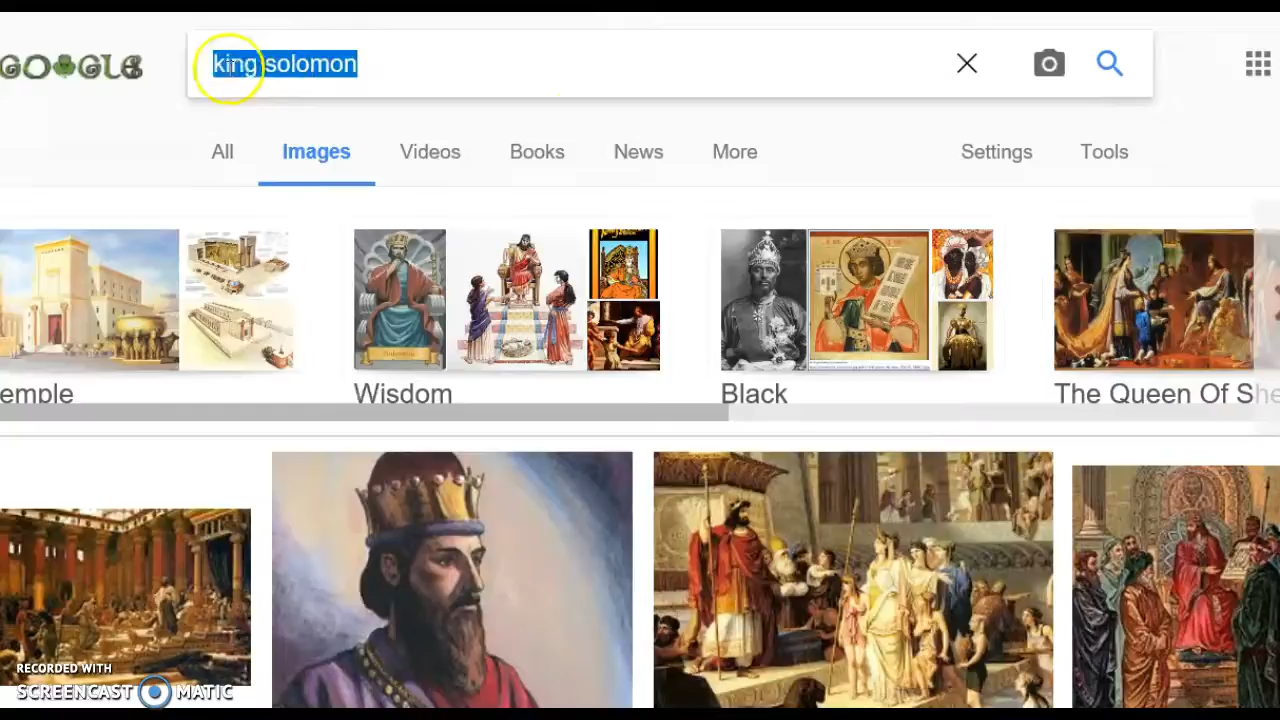 GOOGLE
king solomon
All Images Videos Books News More Settings Tools
emple Wisdom Black The Queen Of She
RECORDED WITH
SCREENCAST MATIC